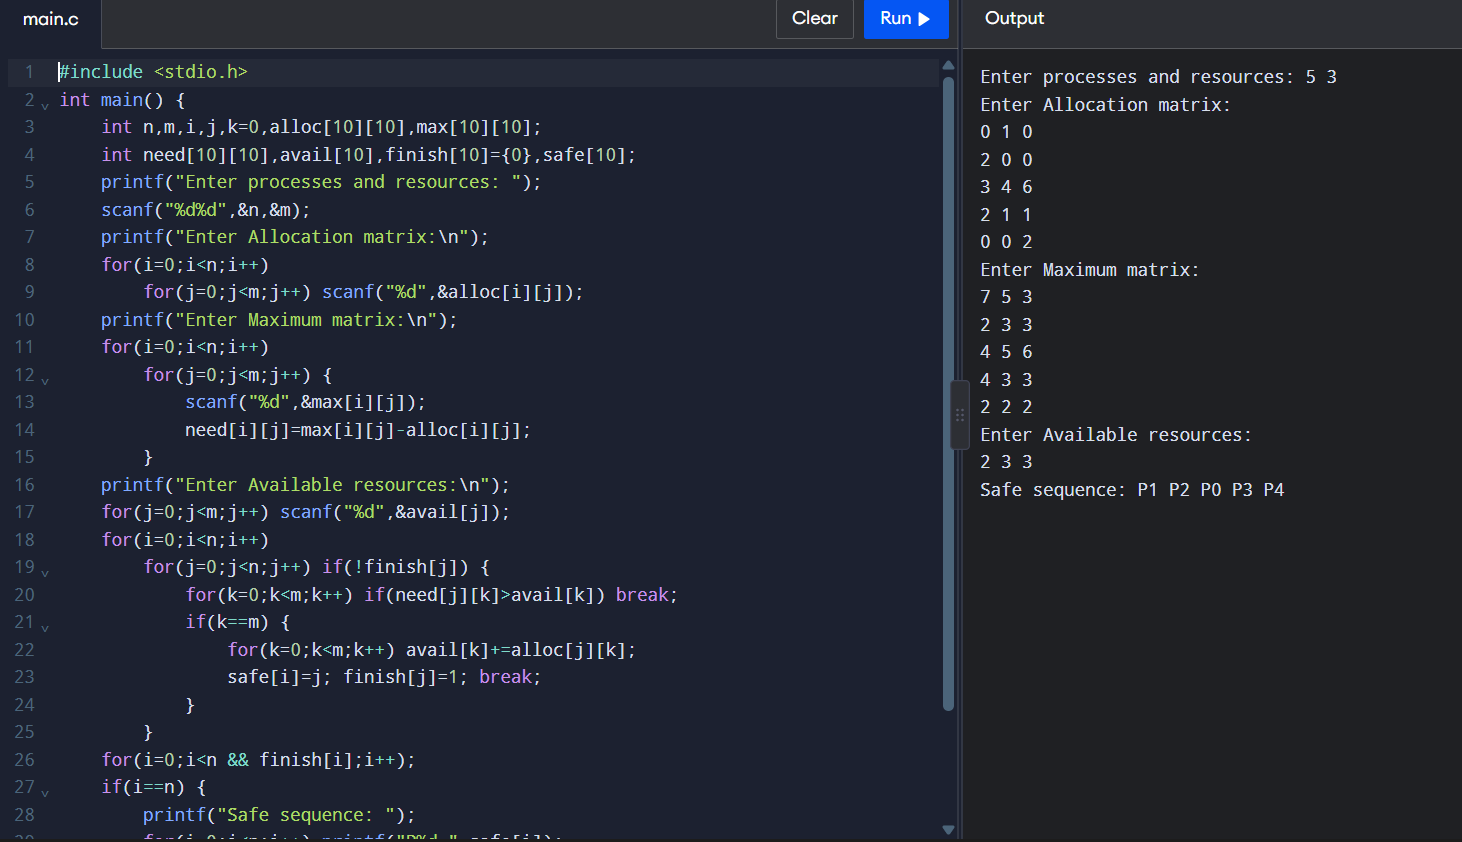 main.c
Clear
Run
Output
1 #include <stdio.h>
2 int main() {
3     int n,m,i,j,k=0,alloc[10][10],max[10][10];
4     int need[10][10],avail[10],finish[10]={0},safe[10];
5     printf("Enter processes and resources: ");
6     scanf("%d%d",&n,&m);
7     printf("Enter Allocation matrix:\n");
8     for(i=0;i<n;i++)
9         for(j=0;j<m;j++) scanf("%d",&alloc[i][j]);
10     printf("Enter Maximum matrix:\n");
11     for(i=0;i<n;i++)
12         for(j=0;j<m;j++) {
13             scanf("%d",&max[i][j]);
14             need[i][j]=max[i][j]-alloc[i][j];
15         }
16     printf("Enter Available resources:\n");
17     for(j=0;j<m;j++) scanf("%d",&avail[j]);
18     for(i=0;i<n;i++)
19         for(j=0;j<n;j++) if(!finish[j]) {
20             for(k=0;k<m;k++) if(need[j][k]>avail[k]) break;
21             if(k==m) {
22                 for(k=0;k<m;k++) avail[k]+=alloc[j][k];
23                 safe[i]=j; finish[j]=1; break;
24             }
25         }
26     for(i=0;i<n && finish[i];i++);
27     if(i==n) {
28         printf("Safe sequence: ");
Enter processes and resources: 5 3
Enter Allocation matrix:
0 1 0
2 0 0
3 4 6
2 1 1
0 0 2
Enter Maximum matrix:
7 5 3
2 3 3
4 5 6
4 3 3
2 2 2
Enter Available resources:
2 3 3
Safe sequence: P1 P2 P0 P3 P4